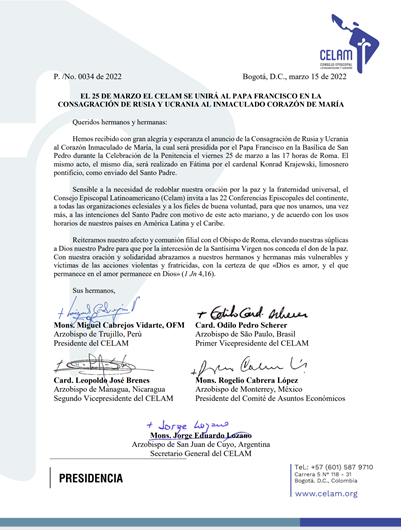 CELAM
CONSEJO EPISCOPAL
LATINOAMERICANO Y CARIBEÑO
P. /No. 0034 de 2022
Bogotá, D.C., marzo 15 de 2022
EL 25 DE MARZO EL CELAM SE UNIRÁ AL PAPA FRANCISCO EN LA
CONSAGRACIÓN DE RUSIA Y UCRANIA AL INMACULADO CORAZÓN DE MARÍA
Queridos hermanos y hermanas:
Hemos recibido con gran alegría y esperanza el anuncio de la Consagración de Rusia y Ucrania
al Corazón Inmaculado de María, la cual será presidida por el Papa Francisco en la Basílica de San
Pedro durante la Celebración de la Penitencia el viernes 25 de marzo a las 17 horas de Roma. El
mismo acto, el mismo día, será realizado en Fátima por el cardenal Konrad Krajewski, limosnero
pontificio, como enviado del Santo Padre.
Sensible a la necesidad de redoblar nuestra oración por la paz y la fraternidad universal, el
Consejo Episcopal Latinoamericano (Celam) invita a las 22 Conferencias Episcopales del continente,
a todas las organizaciones eclesiales y a los fieles de buena voluntad, para que nos unamos, una vez
más, a las intenciones del Santo Padre con motivo de este acto mariano, y de acuerdo con los usos
horarios de nuestros países en América Latina y el Caribe.
Reiteramos nuestro afecto y comunión filial con el Obispo de Roma, elevando nuestras súplicas
a Dios nuestro Padre para que por la intercesión de la Santísima Virgen nos conceda el don de la paz.
Con nuestra oración y solidaridad abrazamos a nuestros hermanos y hermanas más vulnerables y
víctimas de las acciones violentas y fratricidas, con la certeza de que «Dios es amor, y el que
permanece en el amor permanece en Dios» (1 Jn 4,16).
Sus hermanos,
+ Miguel Cabrejos
+ Odilo Card. Scherer
Mons. Miguel Cabrejos Vidarte, OFM
Card. Odilo Pedro Scherer
Arzobispo de Trujillo, Perú
Arzobispo de São Paulo, Brasil
Presidente del CELAM
Primer Vicepresidente del CELAM
Card. Leopoldo José Brenes
Mons. Rogelio Cabrera López
Arzobispo de Managua, Nicaragua
Arzobispo de Monterrey, México
Segundo Vicepresidente del CELAM
Presidente del Comité de Asuntos Económicos
+ Jorge Lozano
Mons. Jorge Eduardo Lozano
Arzobispo de San Juan de Cuyo, Argentina
Secretario General del CELAM
PRESIDENCIA
Tel.: +57 (601) 587 9710
Carrera 5 N° 118 - 31
Bogotá, D.C., Colombia
www.celam.org